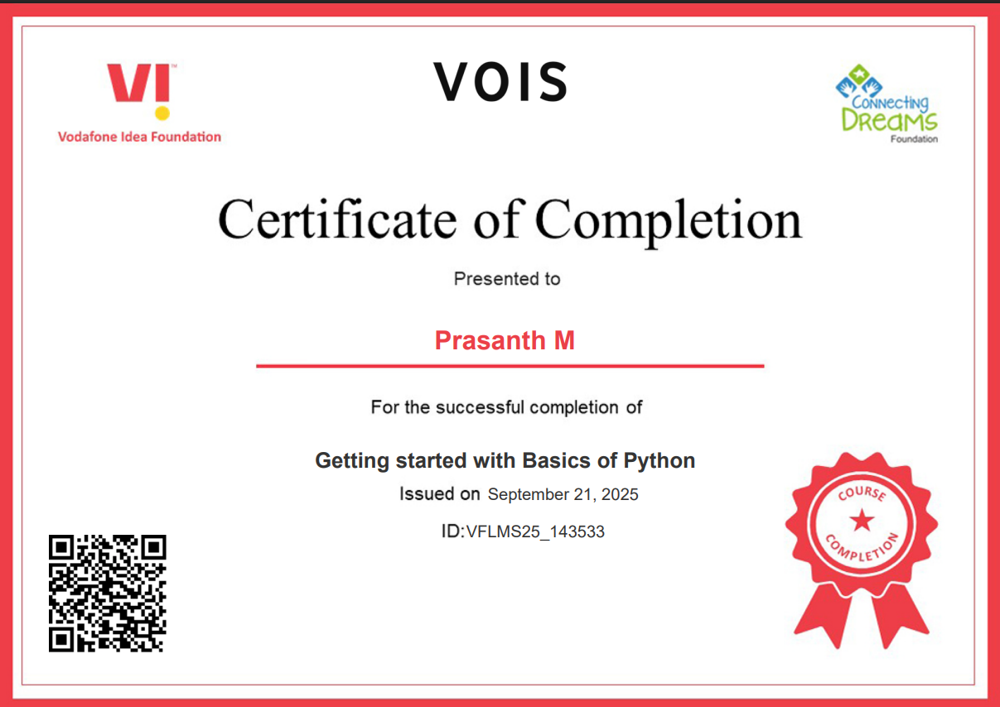 VI™
Vodafone Idea Foundation
VOIS
Connecting
Dreams
Foundation
Certificate of Completion
Presented to
Prasanth M
For the successful completion of
Getting started with Basics of Python
Issued on September 21, 2025
ID:VFLMS25_143533
COURSE
COMPLETION